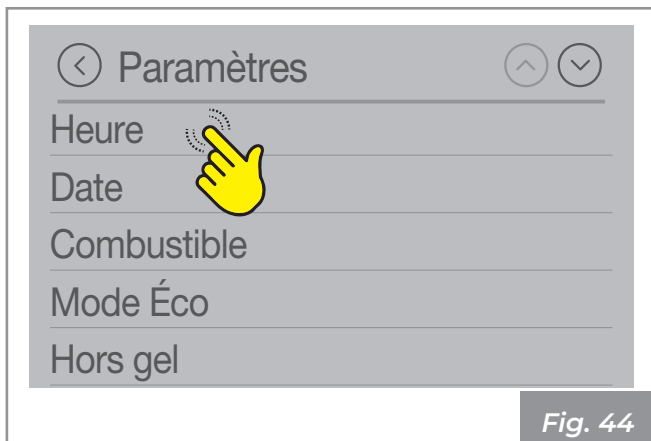 Paramètres
Heure
Date
Combustible
Mode Éco
Hors gel
Fig. 44